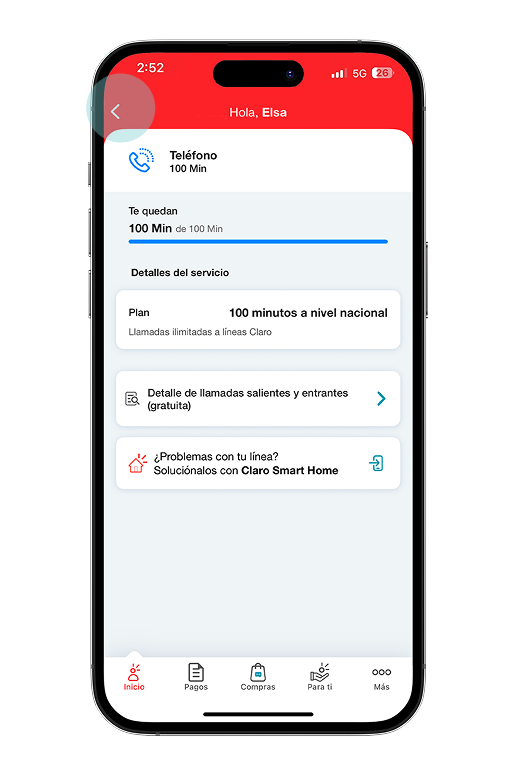 2:52
5G 26
Hola, Elsa
Teléfono
100 Min
Te quedan
100 Min de 100 Min
Detalles del servicio
Plan 100 minutos a nivel nacional
Llamadas ilimitadas a líneas Claro
Detalle de llamadas salientes y entrantes
(gratuita)
¿Problemas con tu línea?
Soluciónalos con Claro Smart Home
Inicio Pagos Compras Para ti Más